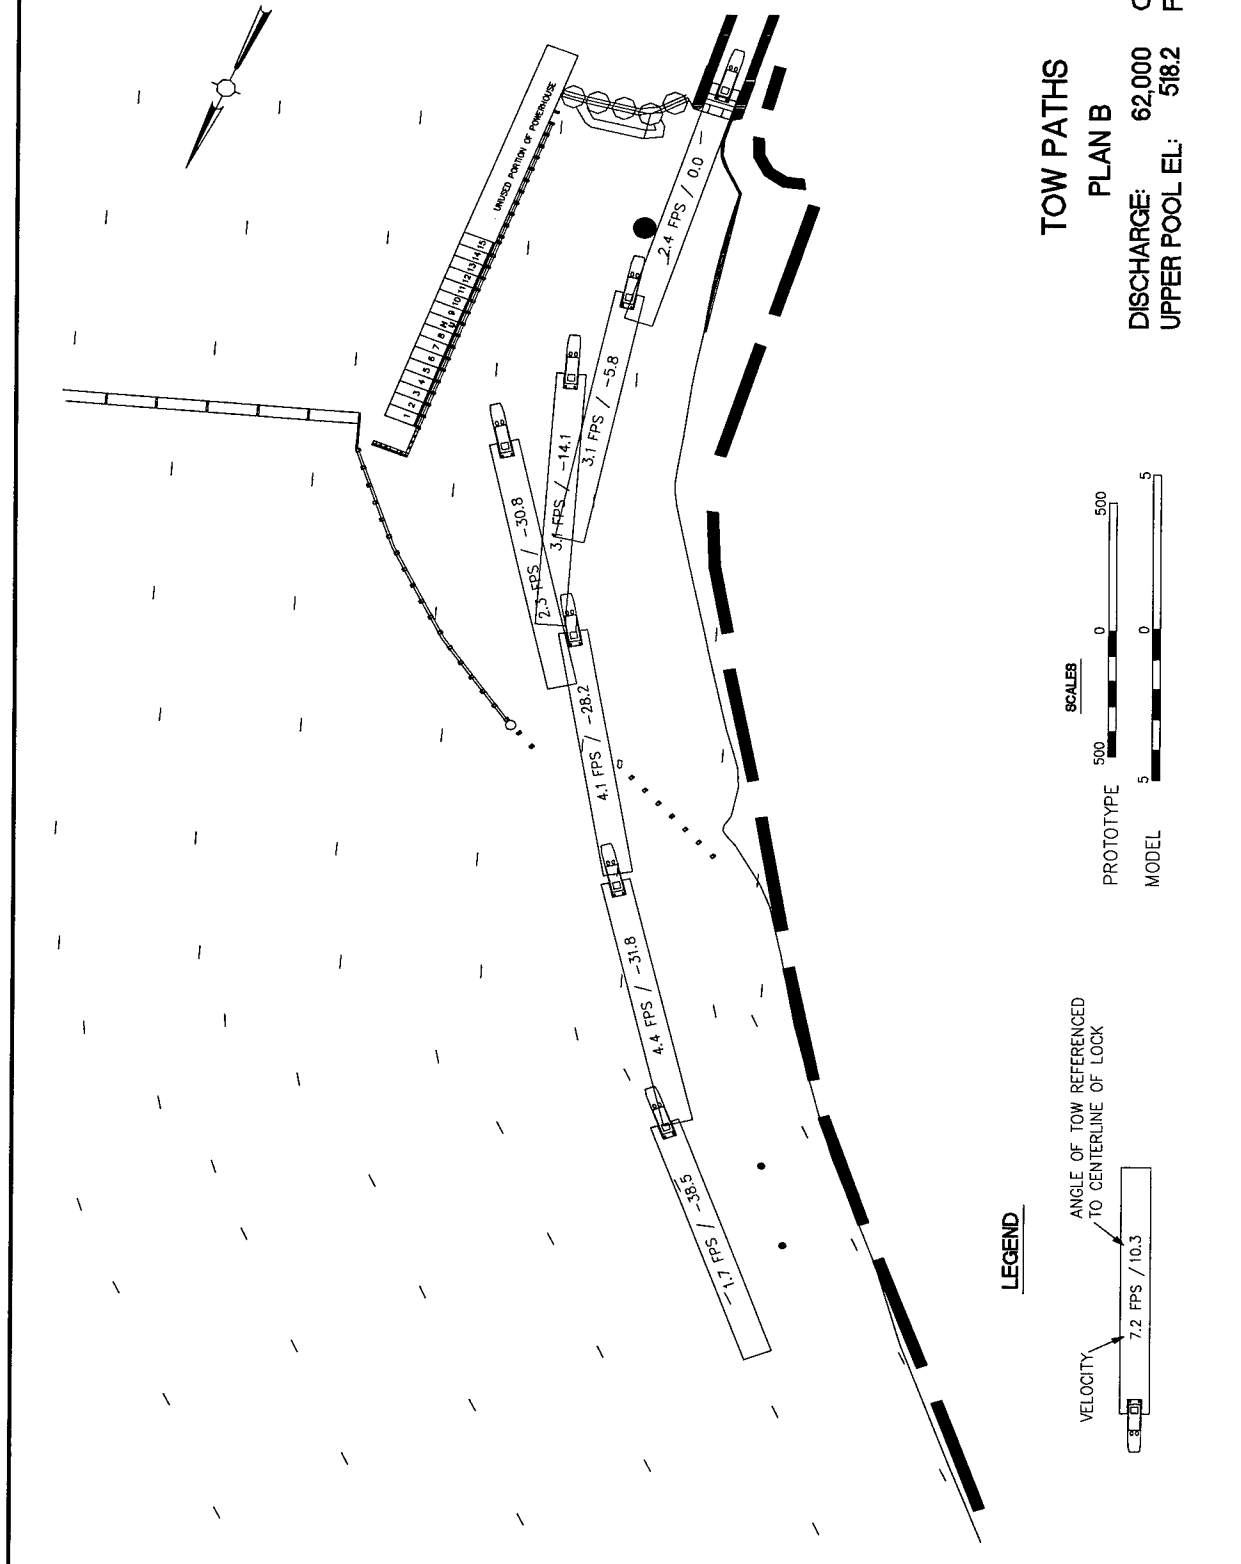 TOW PATHS
PLAN B
DISCHARGE: 62,000 C
UPPER POOL EL: 518.2 F
UNUSED PORTION OF POWERHOUSE
1 2 3 4 5 6 7 8 9 10 11 12 13 14 15
2.4 FPS / 0.0
3.1 FPS / -5.8
3.1 FPS / -14.1
2.3 FPS / -30.8
4.1 FPS / -28.2
4.4 FPS / -31.8
1.7 FPS / -38.5
SCALES
PROTOTYPE 500 0 500
MODEL 5 0 5
LEGEND
VELOCITY
ANGLE OF TOW REFERENCED
TO CENTERLINE OF LOCK
7.2 FPS / 10.3